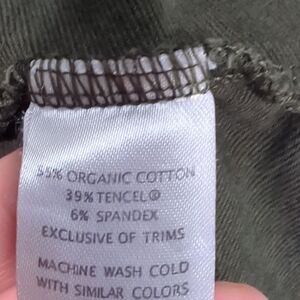 55% ORGANIC COTTON
39% TENCEL®
6% SPANDEX
EXCLUSIVE OF TRIMS
MACHINE WASH COLD
WITH SIMILAR COLORS